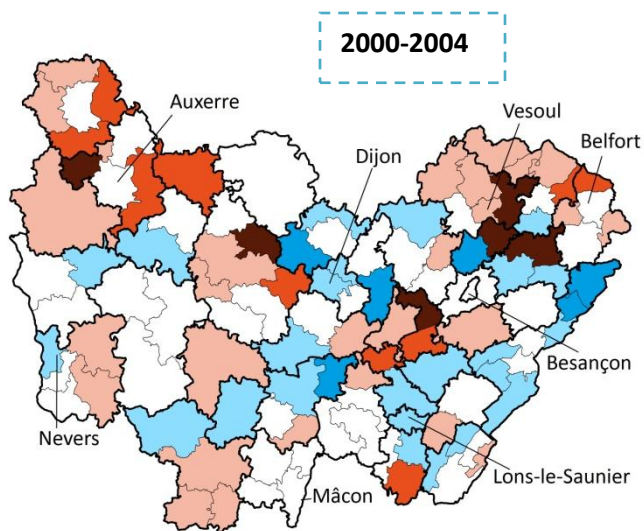 2000-2004
Auxerre
Vesoul
Belfort
Dijon
Besançon
Nevers
Lons-le-Saunier
Mâcon